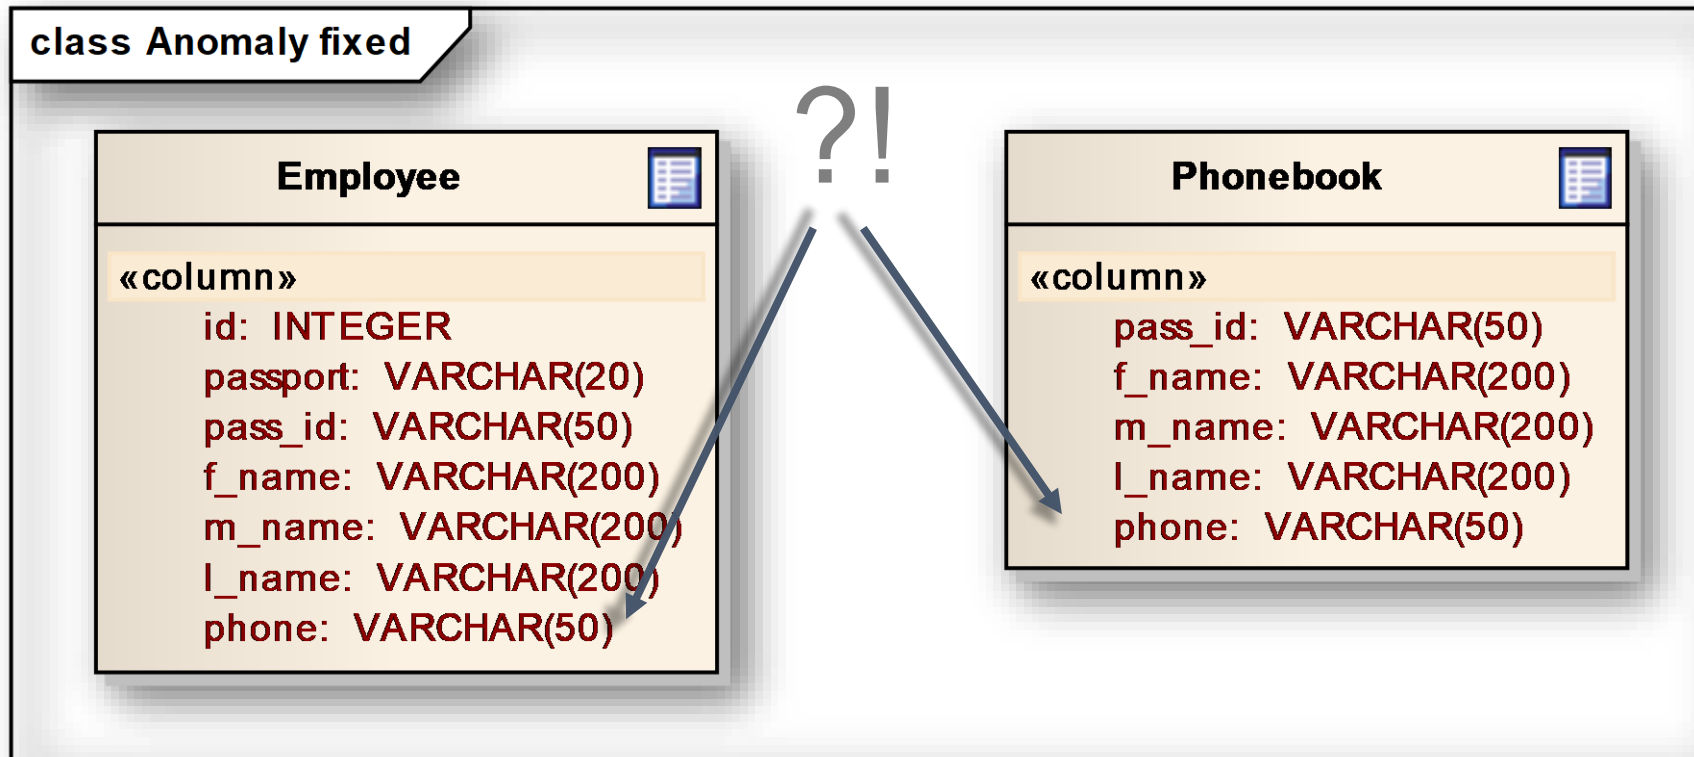 class Anomaly fixed
?!
Employee
«column»
id: INTEGER
passport: VARCHAR(20)
pass_id: VARCHAR(50)
f_name: VARCHAR(200)
m_name: VARCHAR(200)
l_name: VARCHAR(200)
phone: VARCHAR(50)
Phonebook
«column»
pass_id: VARCHAR(50)
f_name: VARCHAR(200)
m_name: VARCHAR(200)
l_name: VARCHAR(200)
phone: VARCHAR(50)